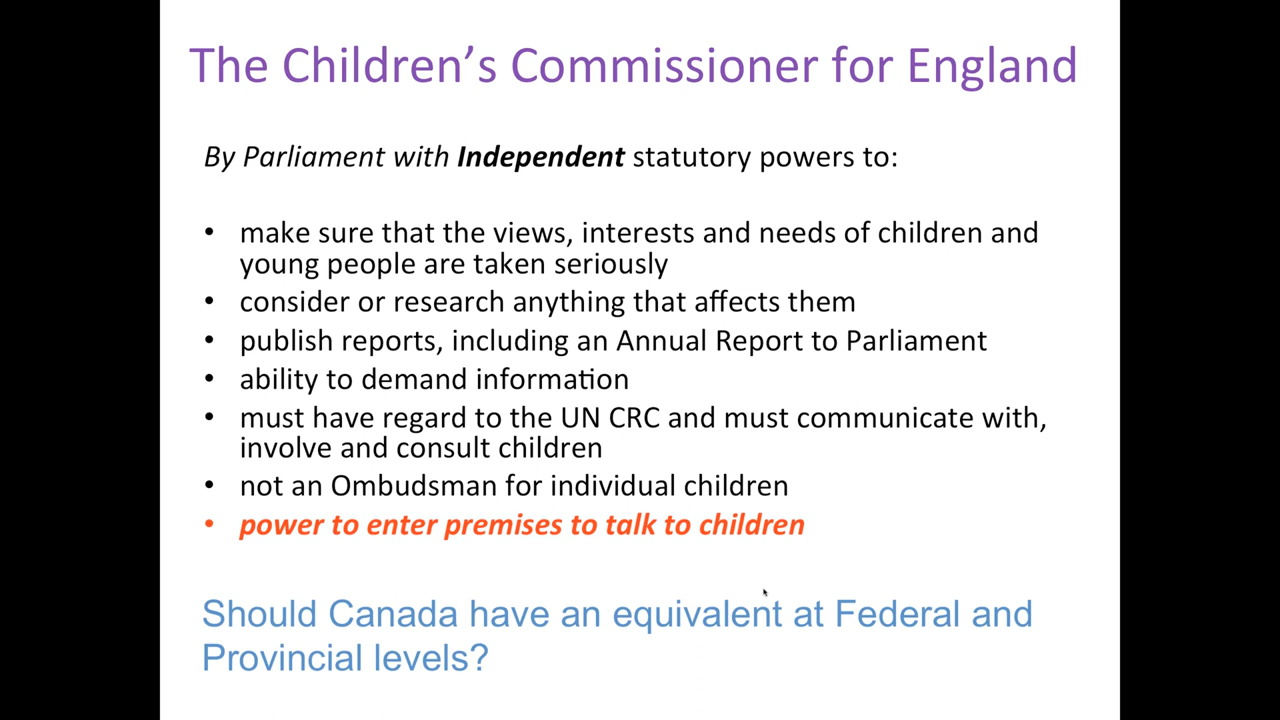 The Children’s Commissioner for England
By Parliament with Independent statutory powers to:
• make sure that the views, interests and needs of children and
young people are taken seriously
• consider or research anything that affects them
• publish reports, including an Annual Report to Parliament
• ability to demand information
• must have regard to the UN CRC and must communicate with,
involve and consult children
• not an Ombudsman for individual children
• power to enter premises to talk to children
Should Canada have an equivalent at Federal and
Provincial levels?